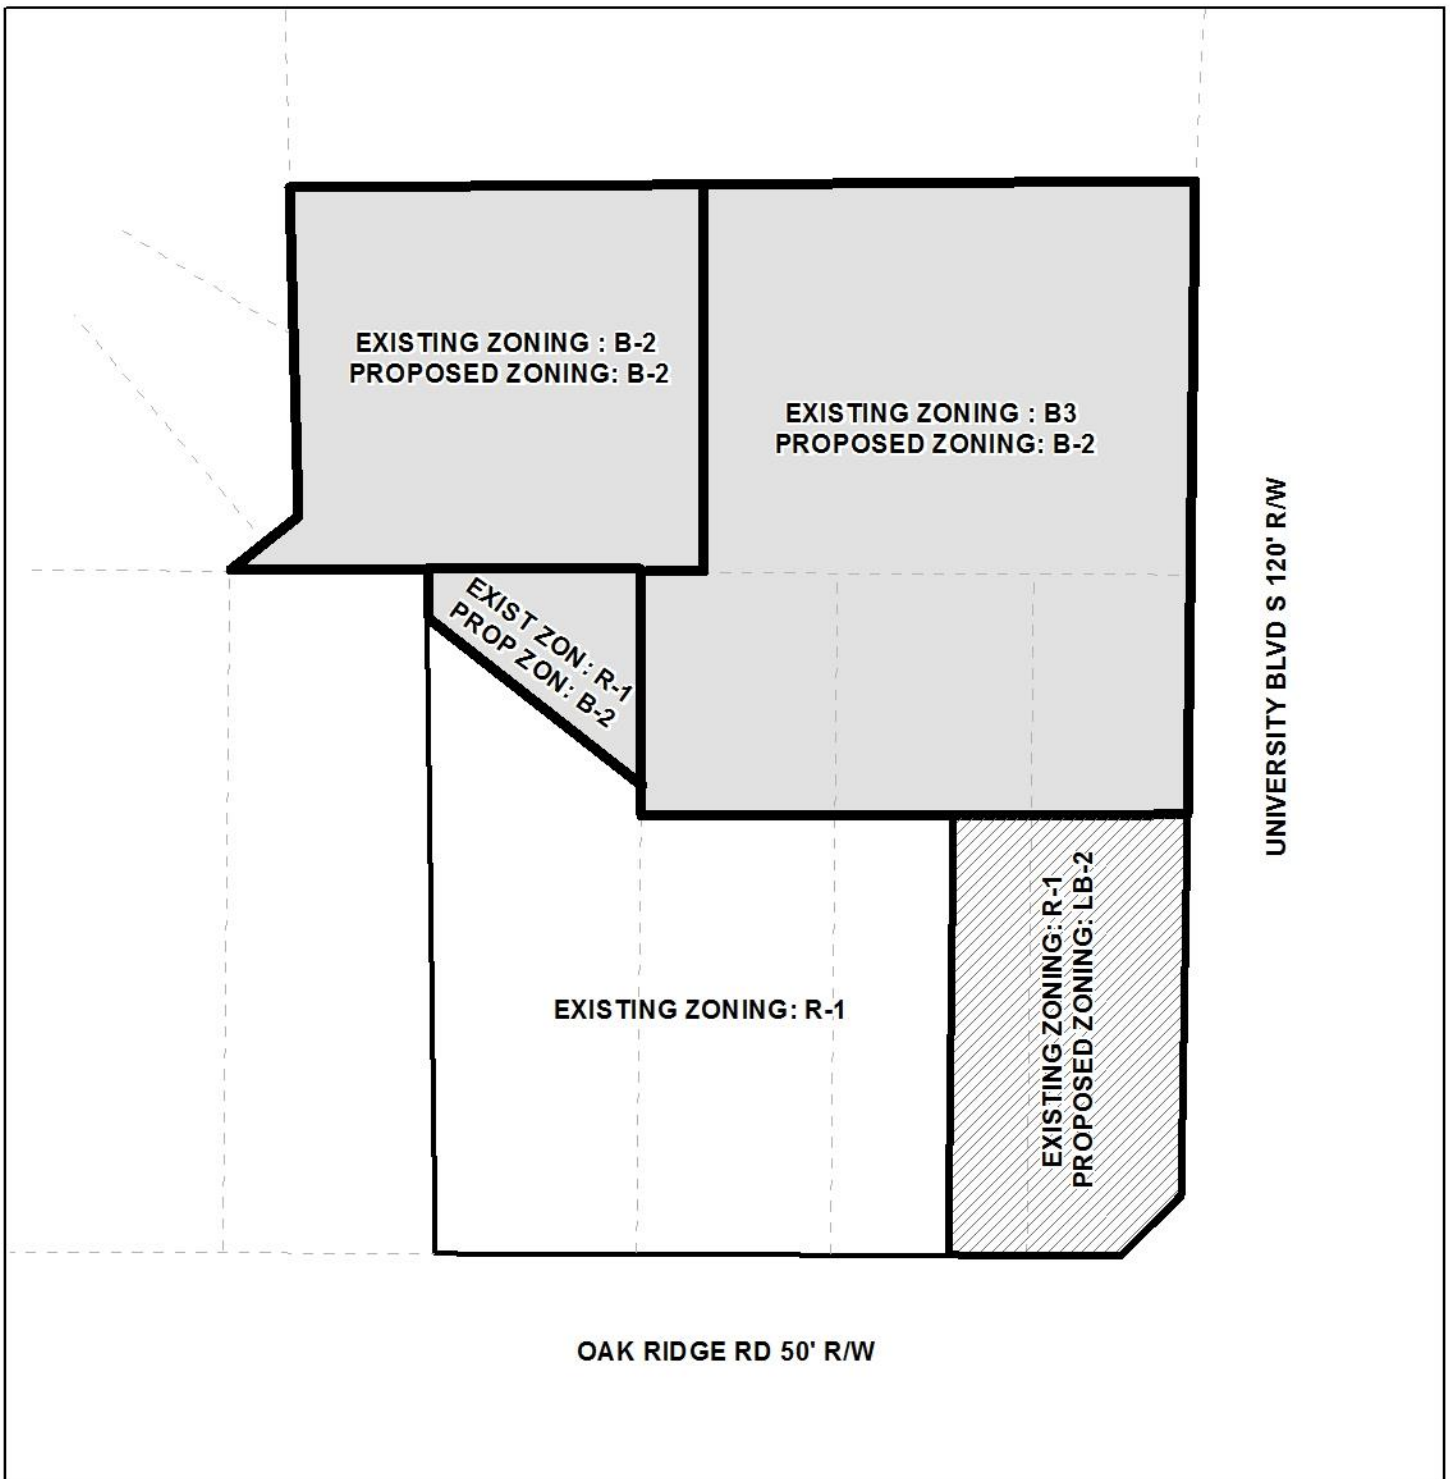 EXISTING ZONING : B-2
PROPOSED ZONING: B-2
EXISTING ZONING : B3
PROPOSED ZONING: B-2
EXIST ZON: R-1
PROP ZON: B-2
UNIVERSITY BLVD S 120' R/W
EXISTING ZONING: R-1
EXISTING ZONING: R-1
PROPOSED ZONING: LB-2
OAK RIDGE RD 50' R/W